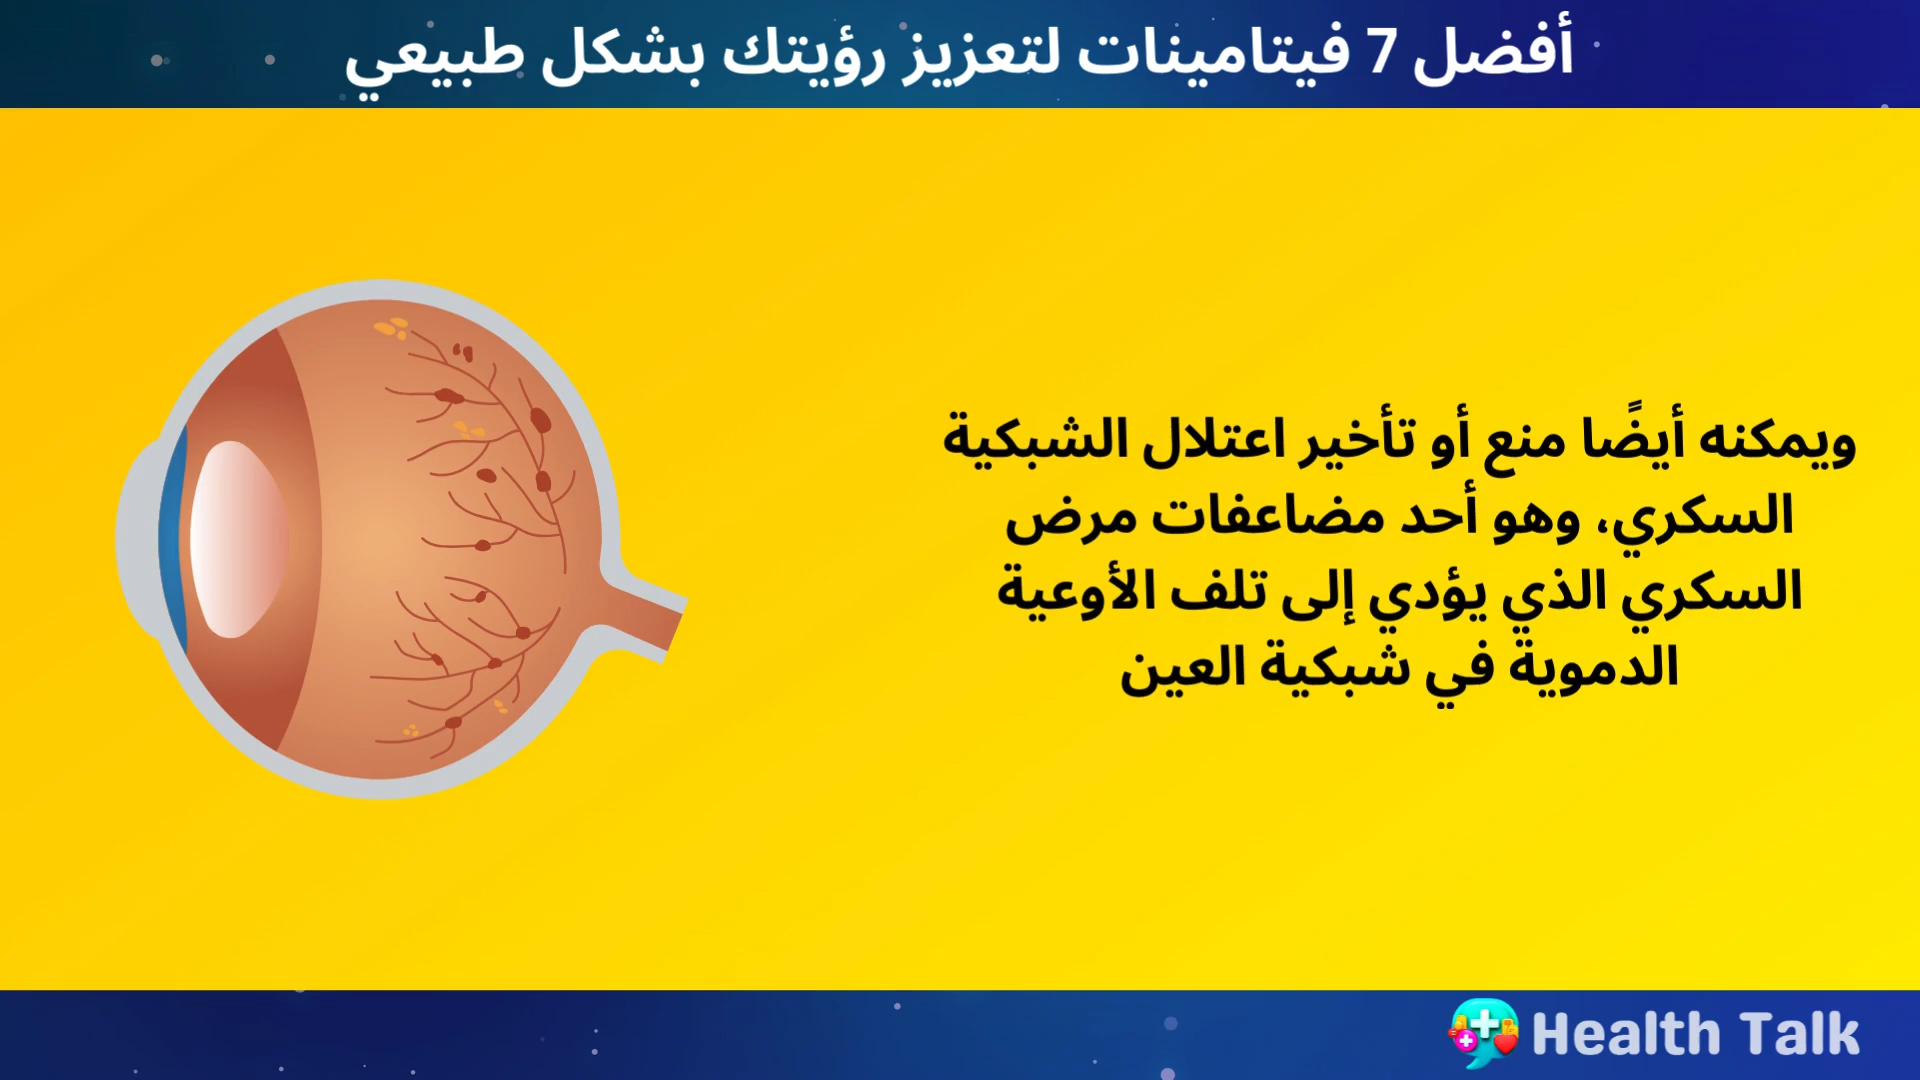 أفضل 7 فيتامينات لتعزيز رؤيتك بشكل طبيعي
ويمكنه أيضًا منع أو تأخير اعتلال الشبكية
السكري، وهو أحد مضاعفات مرض
السكري الذي يؤدي إلى تلف الأوعية
الدموية في شبكية العين
Health Talk